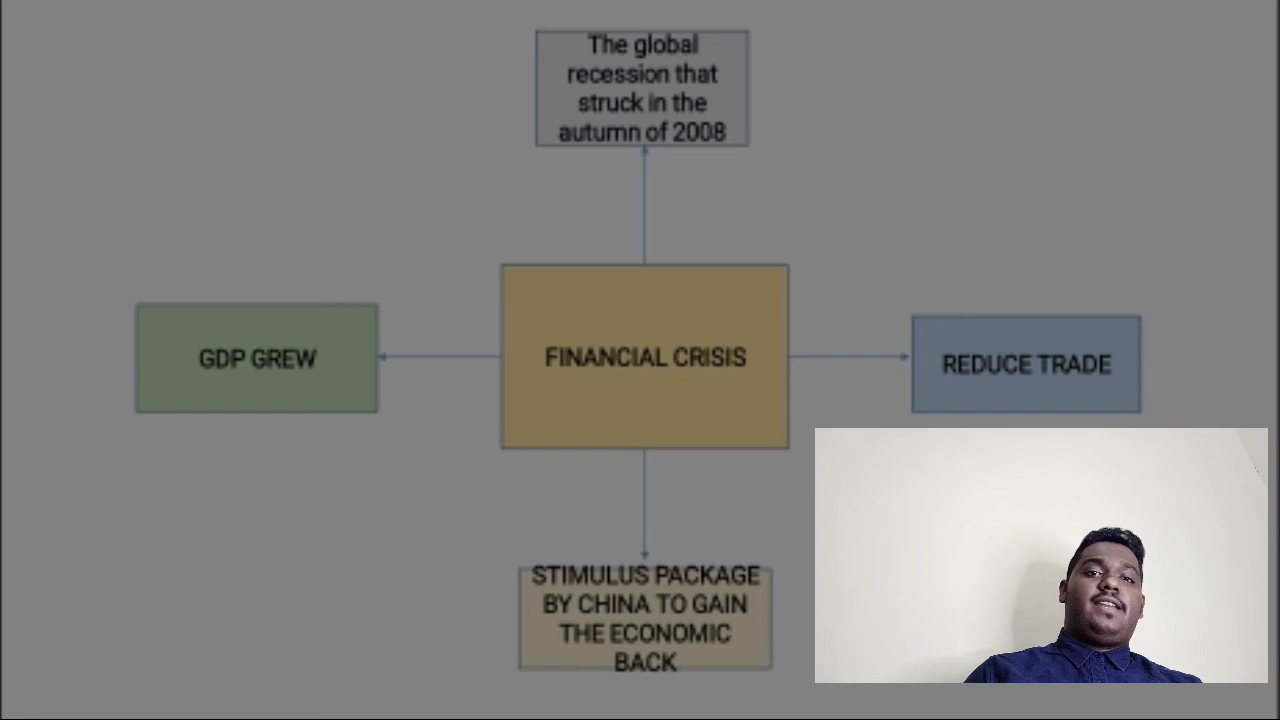 The global
recession that
struck in the
autumn of 2008
GDP GREW
FINANCIAL CRISIS
REDUCE TRADE
STIMULUS PACKAGE
BY CHINA TO GAIN
THE ECONOMIC
BACK